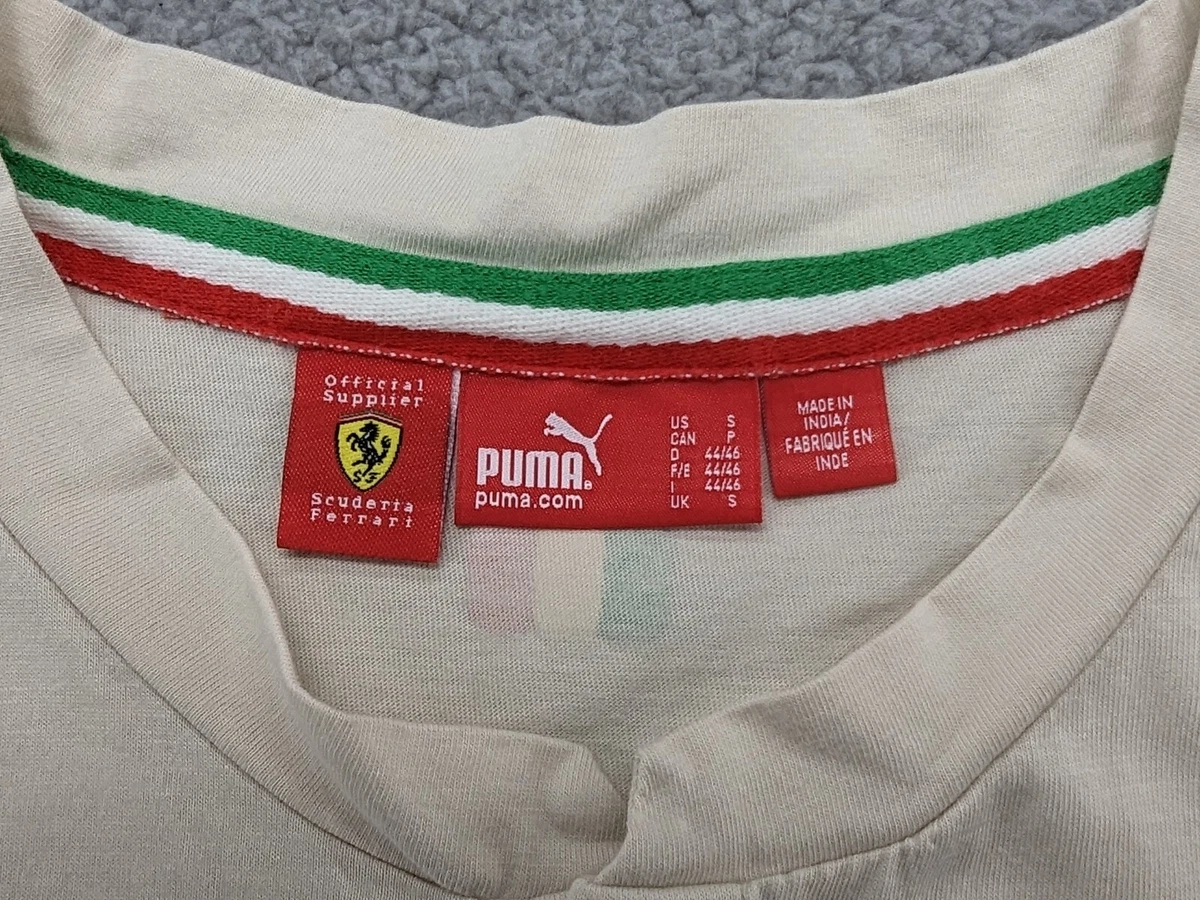 Official
Supplier
SF
Scuderia
Ferrari
PUMA®
puma.com
US S
CAN P
D 44/46
F/E 44/46
I 44/46
UK S
MADE IN
INDIA/
FABRIQUÉ EN
INDE